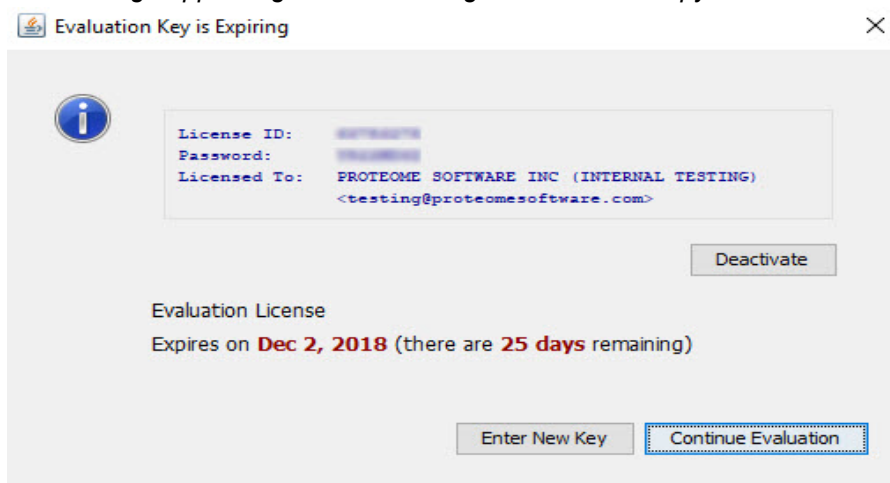 Evaluation Key is Expiring
License ID:
Password:
Licensed To: PROTEOME SOFTWARE INC (INTERNAL TESTING)
<testing@proteomesoftware.com>
Deactivate
Evaluation License
Expires on Dec 2, 2018 (there are 25 days remaining)
Enter New Key
Continue Evaluation